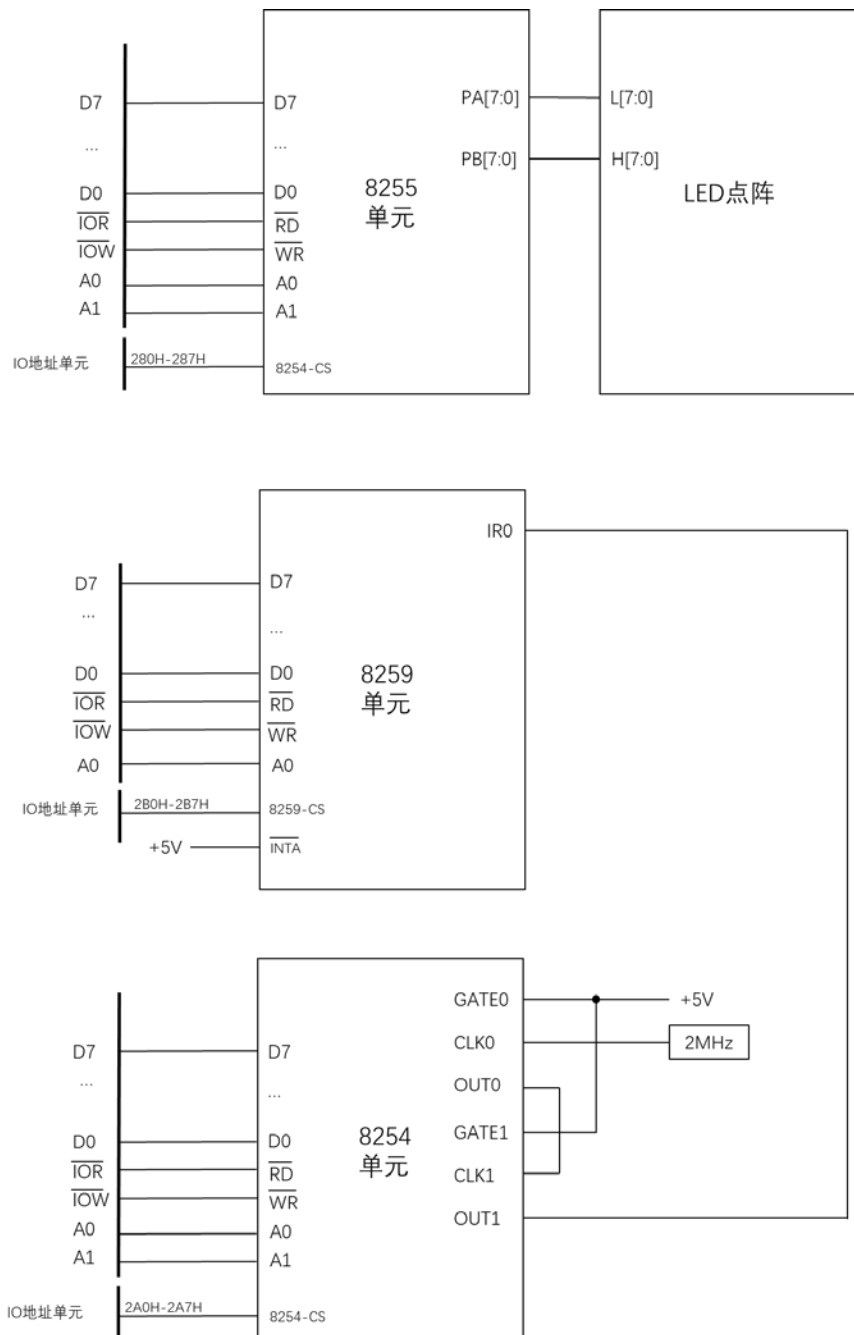 D7
...
D0
IOR
IOW
A0
A1
IO地址单元
280H-287H
D7
...
D0
RD
WR
A0
A1
8254-CS
8255
单元
PA[7:0]
PB[7:0]
L[7:0]
H[7:0]
LED点阵
D7
...
D0
IOR
IOW
A0
IO地址单元
2B0H-2B7H
+5V
D7
...
D0
RD
WR
A0
8259-CS
INTA
8259
单元
IR0
D7
...
D0
IOR
IOW
A0
A1
IO地址单元
2A0H-2A7H
D7
...
D0
RD
WR
A0
A1
8254-CS
8254
单元
GATE0
CLK0
OUT0
GATE1
CLK1
OUT1
+5V
2MHz